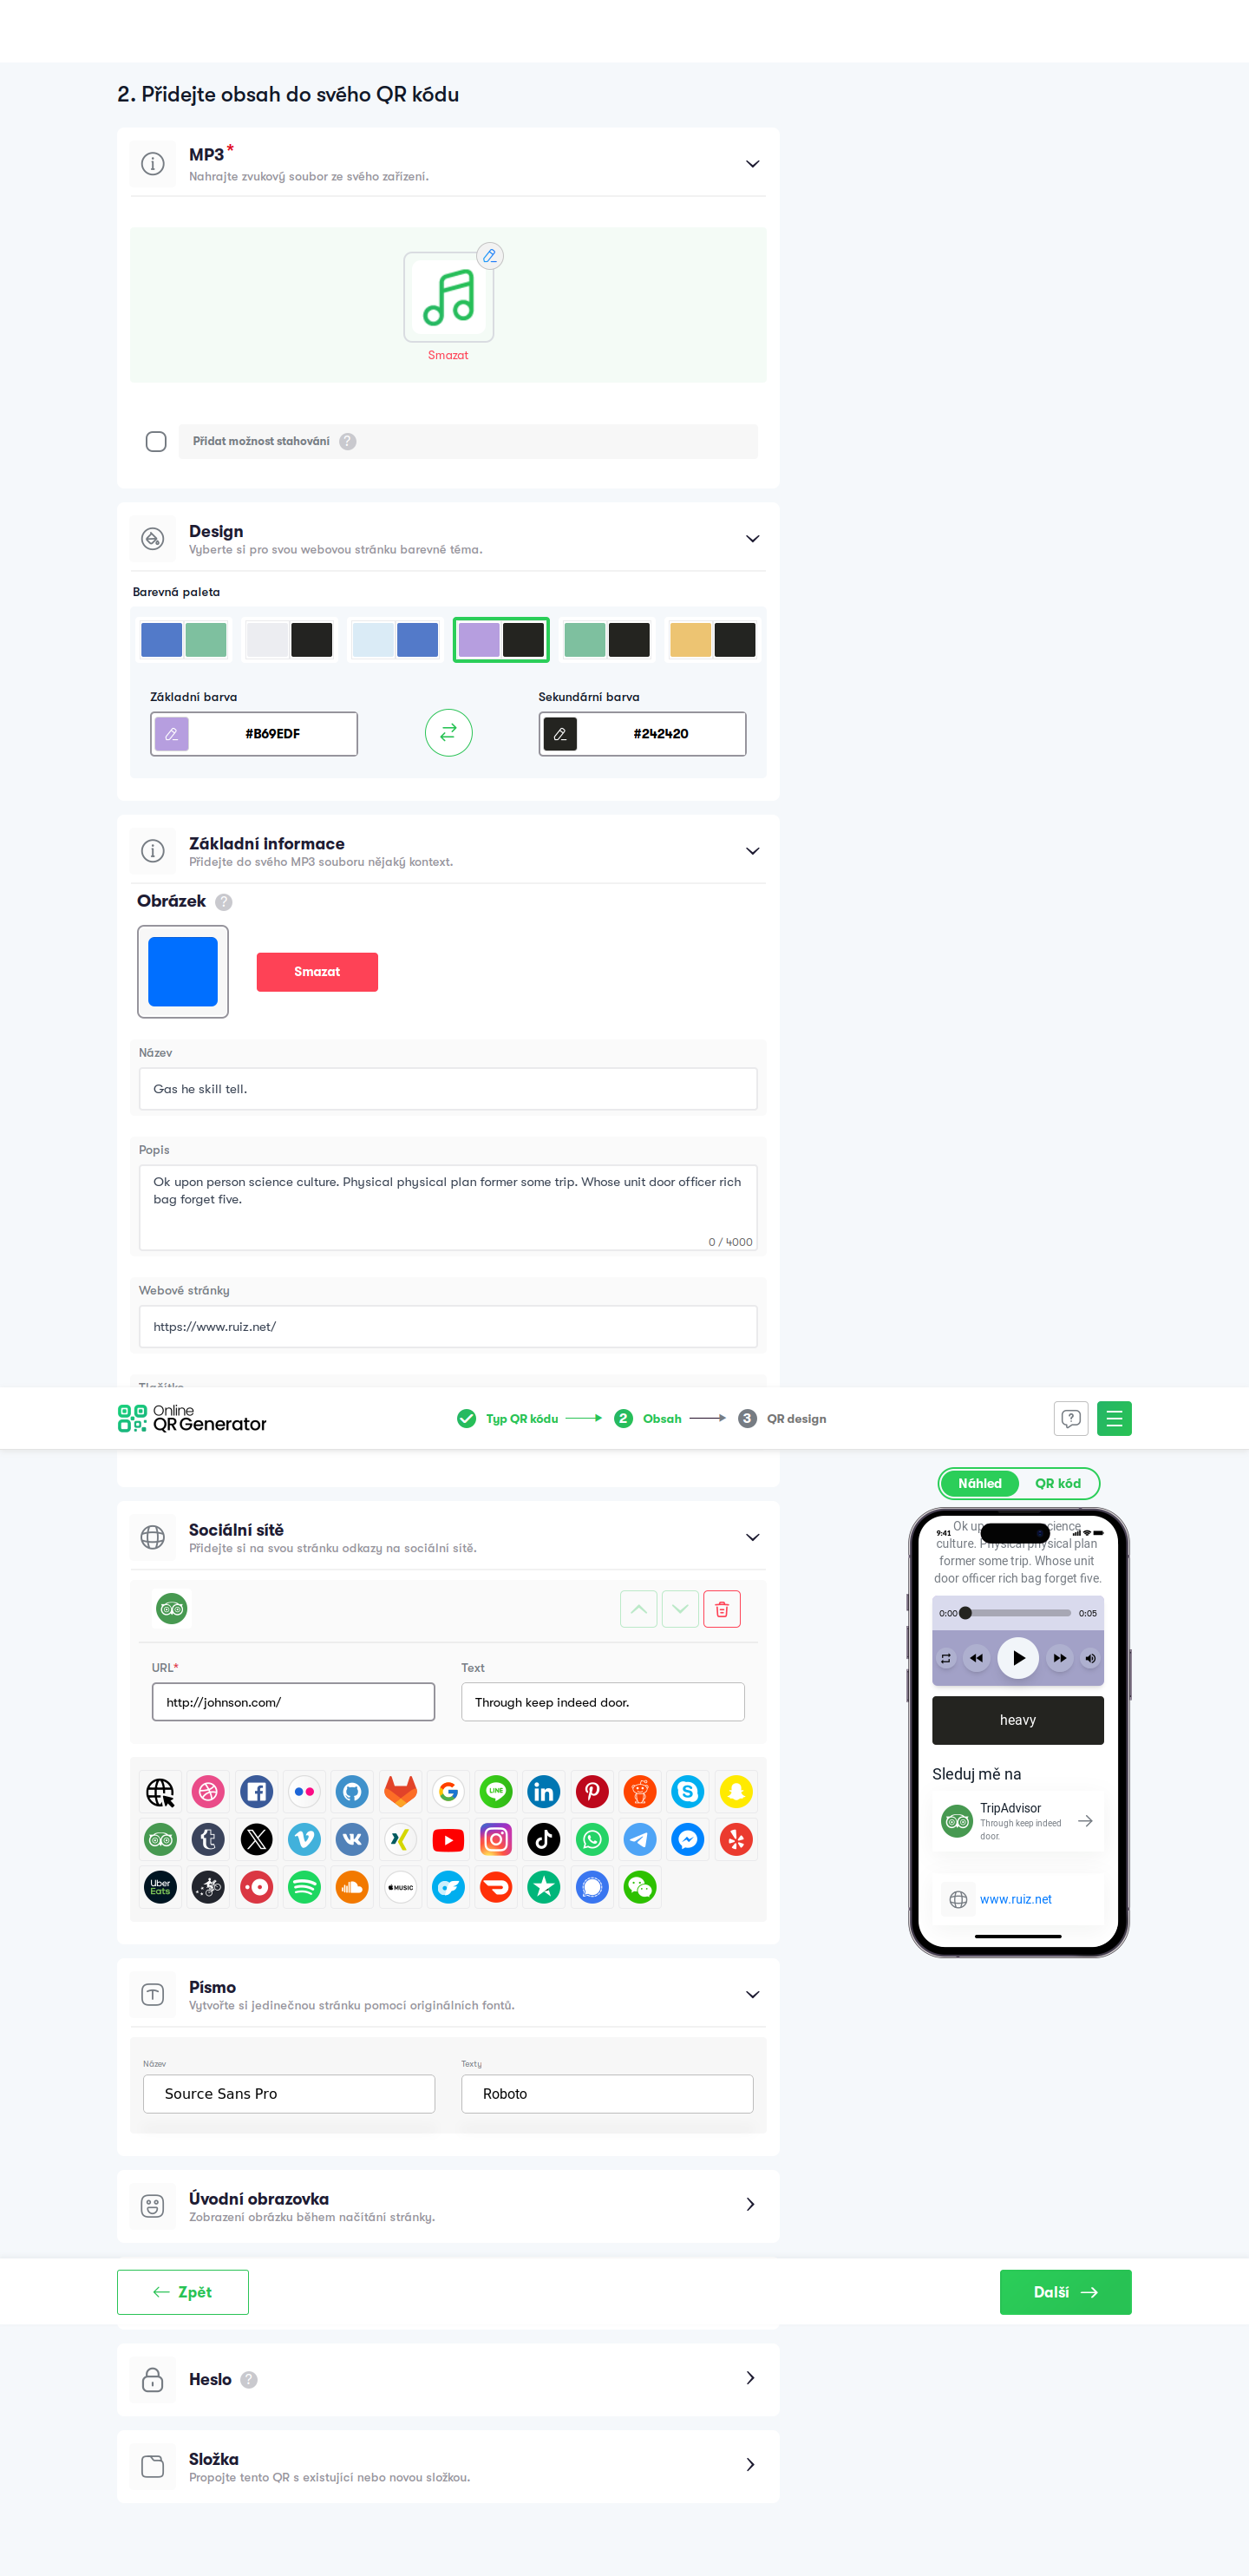 2. Přidejte obsah do svého QR kódu
MP3*
Nahrajte zvukový soubor ze svého zařízení.
Smazat
Přidat možnost stahování ?
Design
Vyberte si pro svou webovou stránku barevné téma.
Barevná paleta
Základní barva
Sekundární barva
#B69EDF
#242420
Základní informace
Přidejte do svého MP3 souboru nějaký kontext.
Obrázek ?
Smazat
Název
Gas he skill tell.
Popis
Ok upon person science culture. Physical physical plan former some trip. Whose unit door officer rich
bag forget five.
0 / 4000
Webové stránky
https://www.ruiz.net/
Online
QR Generator
Typ QR kódu
2 Obsah
3 QR design
Náhled
QR kód
Sociální sítě
Přidejte si na svou stránku odkazy na sociální sítě.
URL*
Text
http://johnson.com/
Through keep indeed door.
LINE
Uber
Eats
MUSIC
9:41
culture. Physical physical plan
former some trip. Whose unit
door officer rich bag forget five.
0:00
0:05
heavy
Sleduj mě na
TripAdvisor
Through keep indeed
door.
www.ruiz.net
Písmo
Vytvořte si jedinečnou stránku pomocí originálních fontů.
Název
Texty
Source Sans Pro
Roboto
Úvodní obrazovka
Zobrazení obrázku během načítání stránky.
Zpět
Další
Heslo ?
Složka
Propojte tento QR s existující nebo novou složkou.